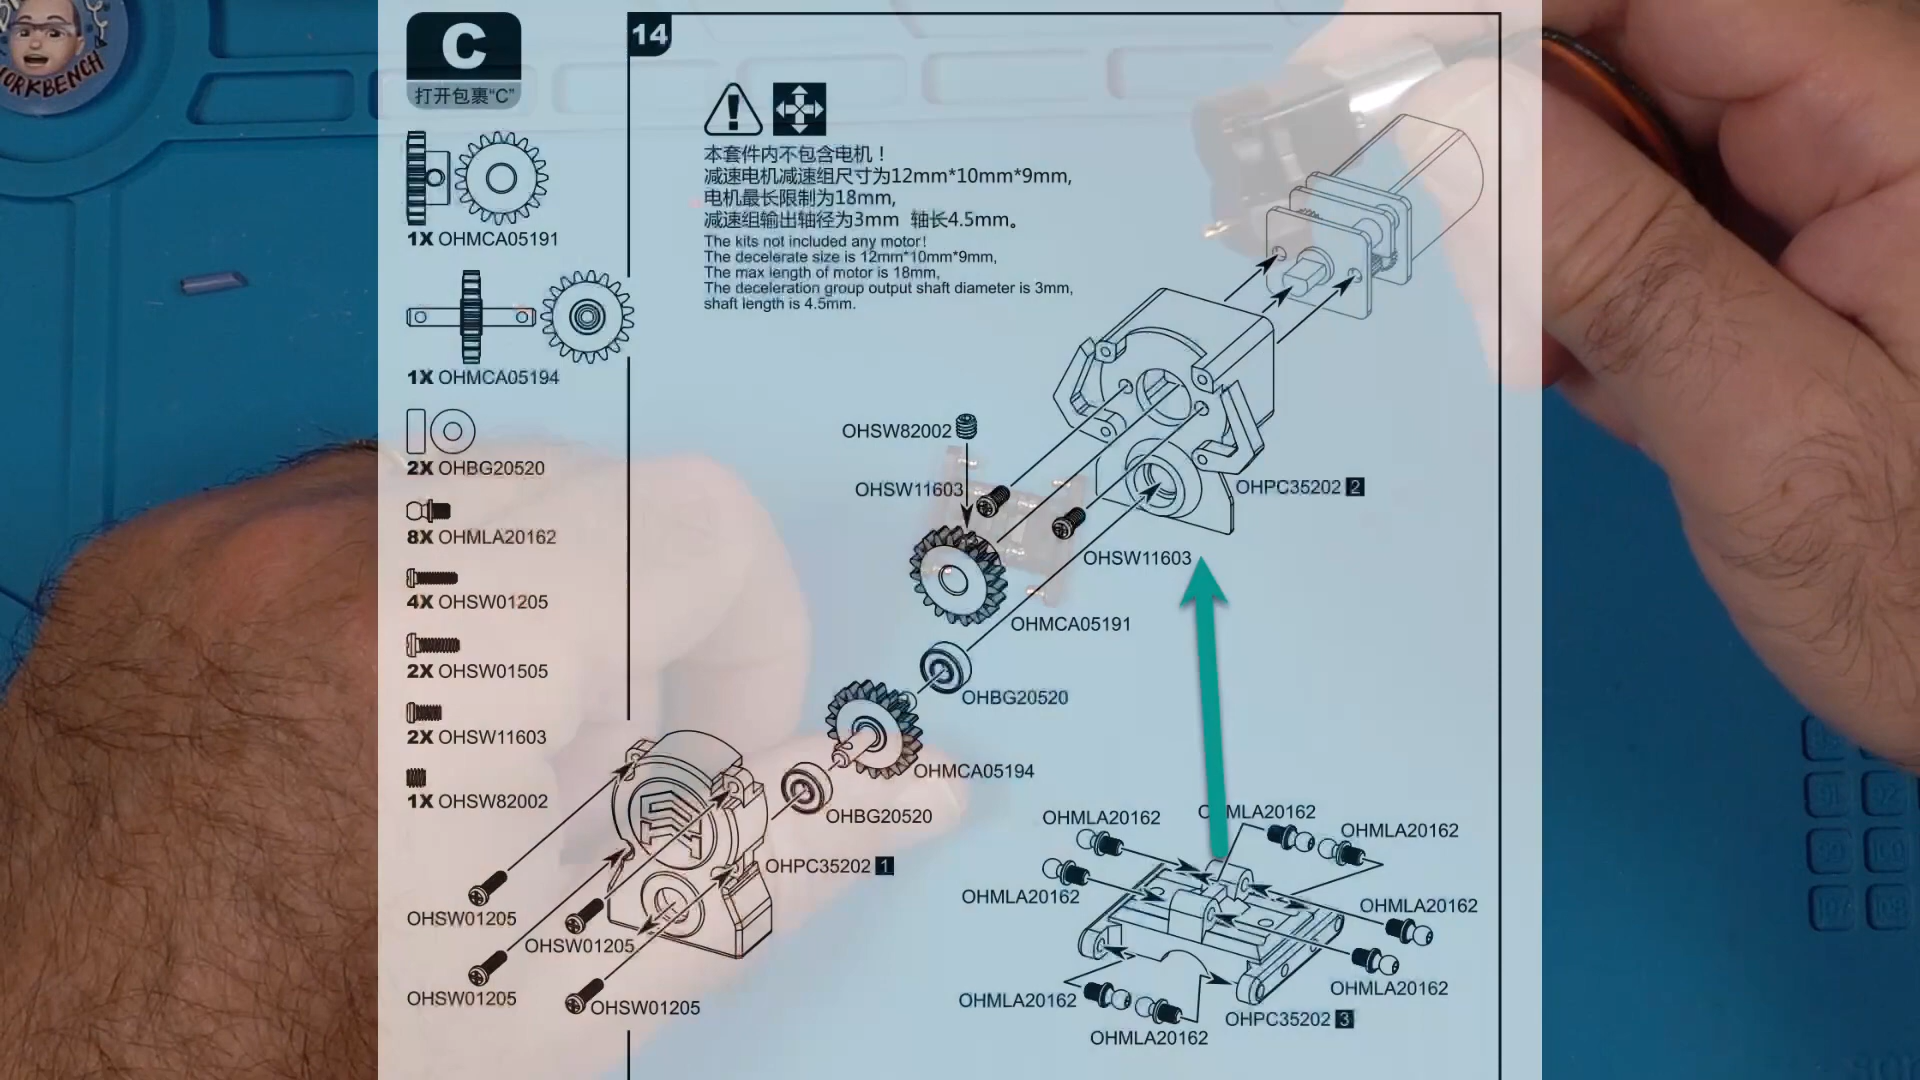 WORKBENCH
C
打开包裹“C”
1X OHMCA05191
1X OHMCA05194
2X OHBG20520
8X OHMLA20162
4X OHSW01205
2X OHSW01505
2X OHSW11603
1X OHSW82002
14
本套件内不包含电机！
减速电机减速组尺寸为12mm*10mm*9mm,
电机最长限制为18mm,
减速组输出轴径为3mm 轴长4.5mm。
The kits not included any motor!
The decelerate size is 12mm*10mm*9mm,
The max length of motor is 18mm,
The deceleration group output shaft diameter is 3mm,
shaft length is 4.5mm.
OHSW82002
OHSW11603
OHPC35202 2
OHSW11603
OHMCA05191
OHBG20520
OHMCA05194
OHBG20520
OHPC35202 1
OHSW01205
OHSW01205
OHSW01205
OHSW01205
OHMLA20162
OHMLA20162
OHMLA20162
OHMLA20162
OHMLA20162
OHMLA20162
OHMLA20162
OHPC35202 3
OHMLA20162